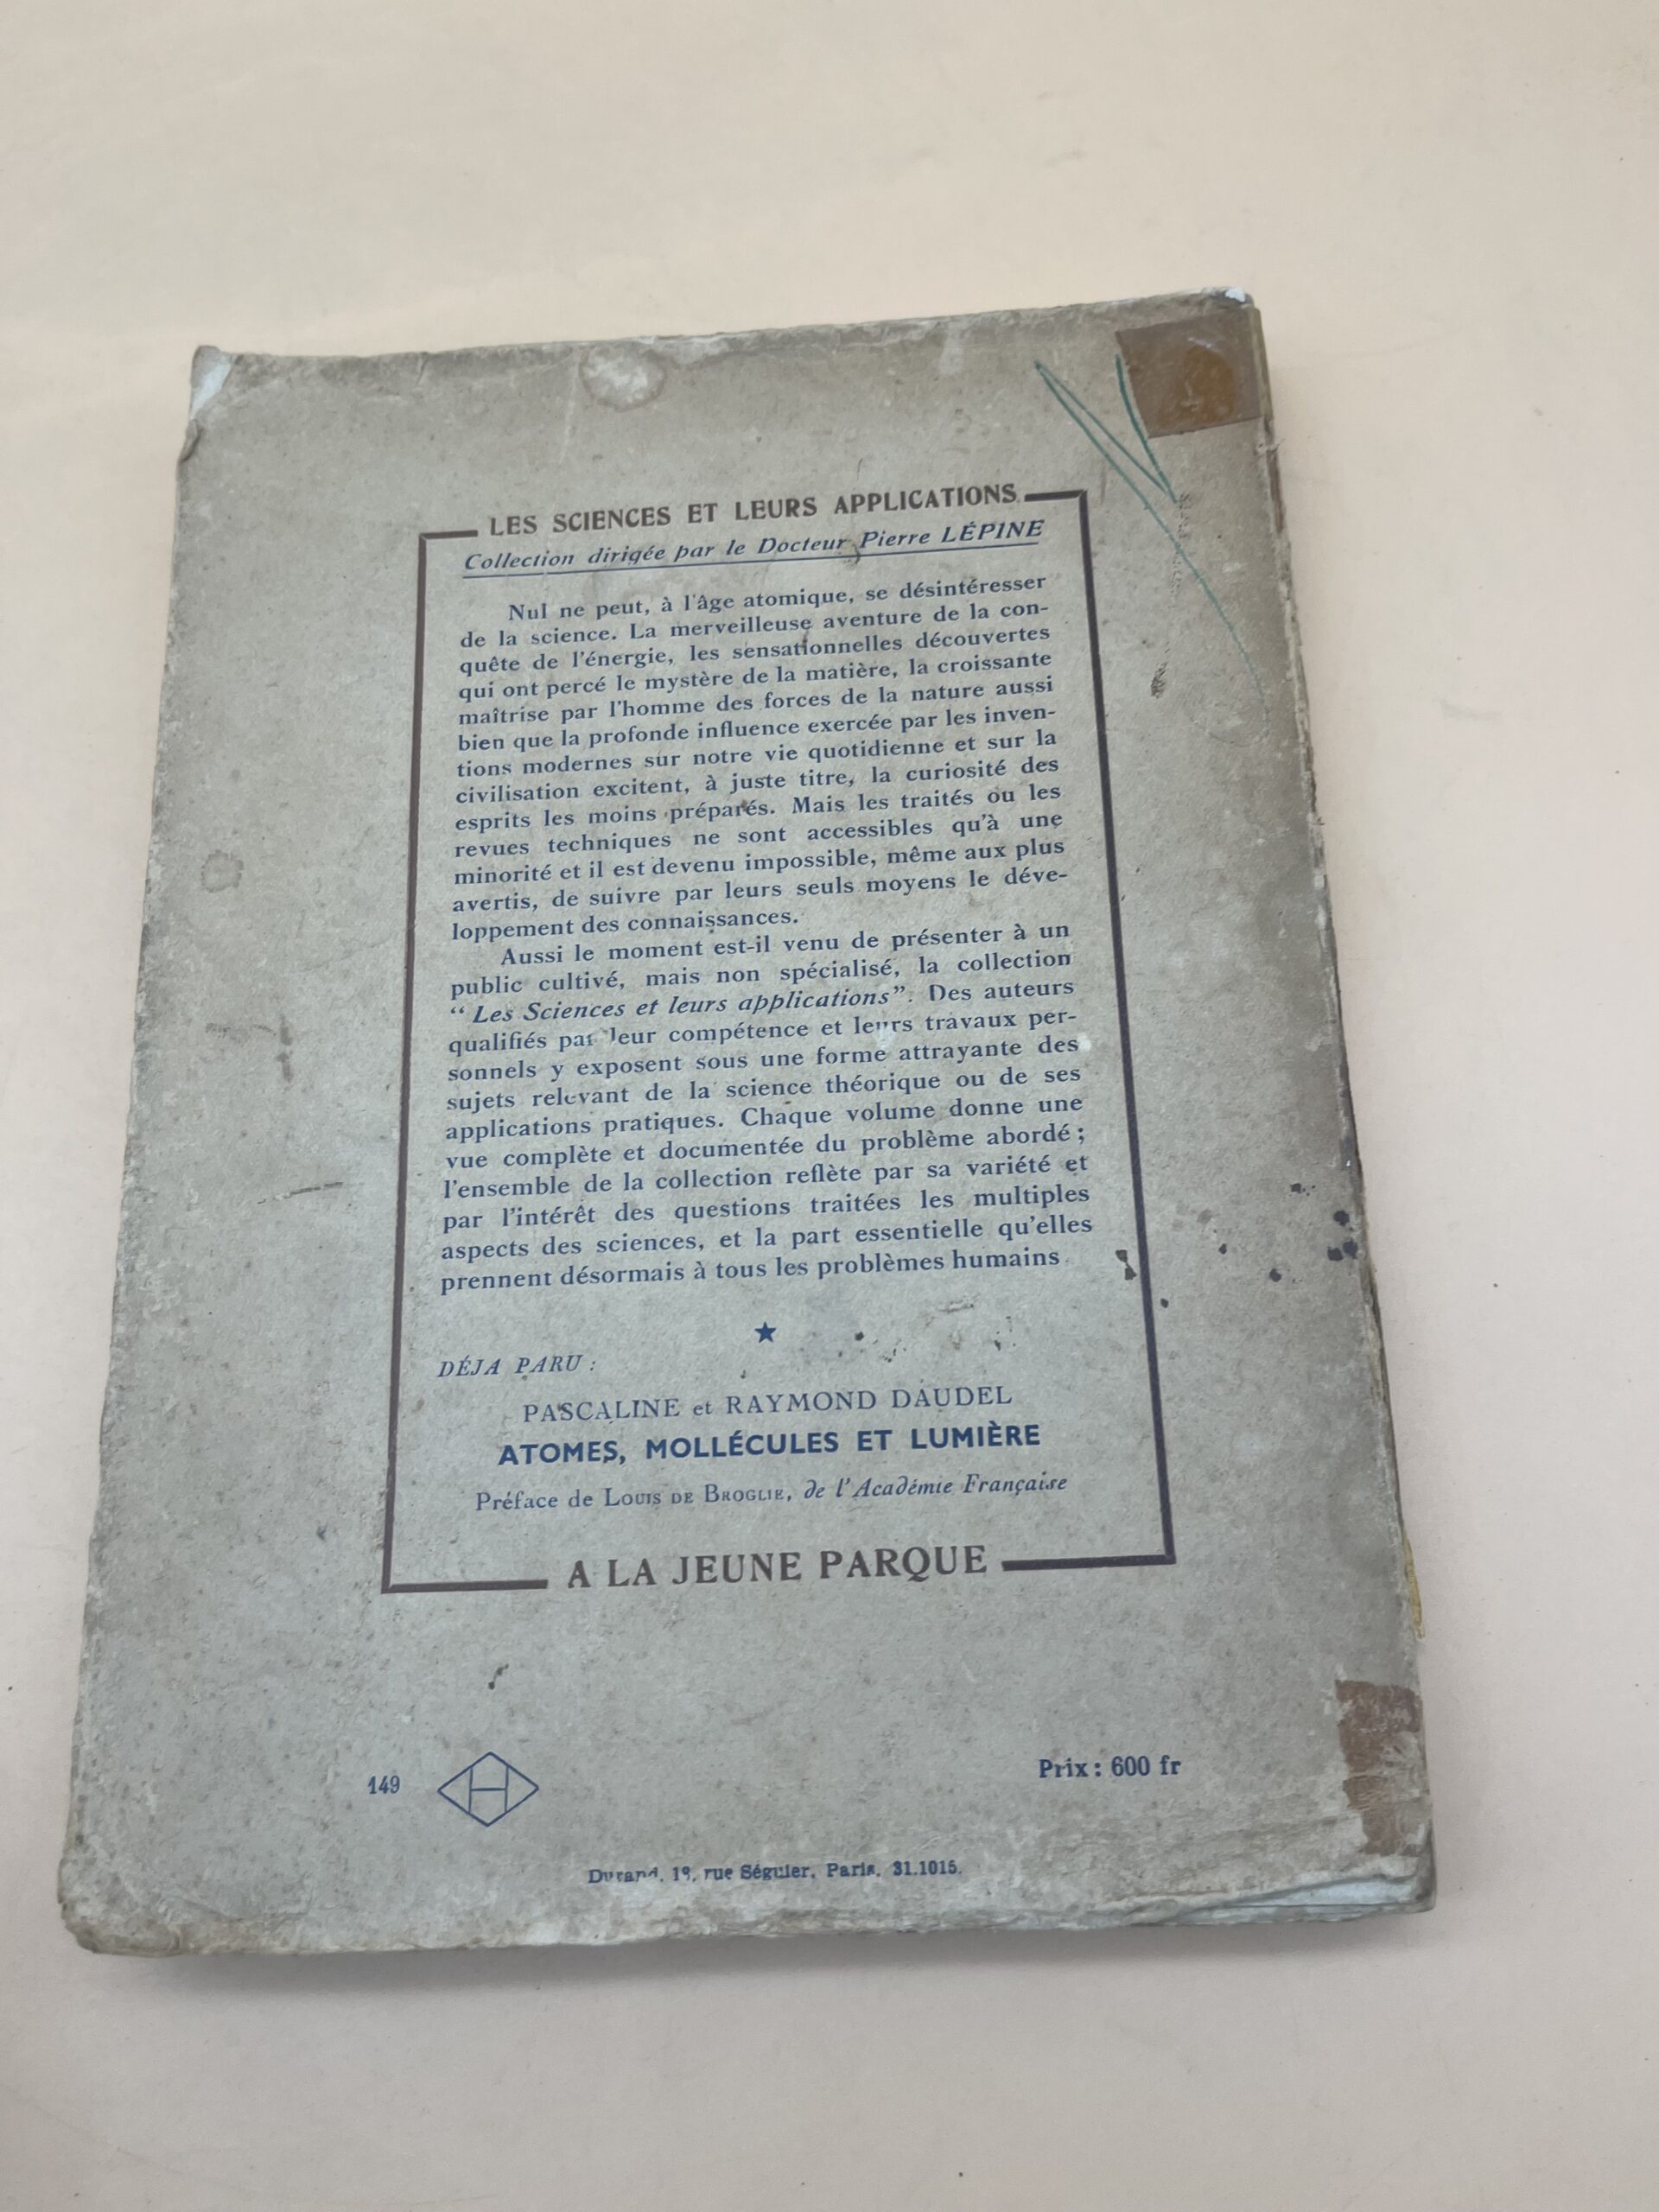 LES SCIENCES ET LEURS APPLICATIONS
Collection dirigée par le Docteur Pierre LÉPINE
Nul ne peut, à l'âge atomique, se désintéresser
de la science. La merveilleuse aventure de la con-
quête de l'énergie, les sensationnelles découvertes
qui ont percé le mystère de la matière, la croissante
maîtrise par l'homme des forces de la nature aussi
bien que la profonde influence exercée par les inven-
tions modernes sur notre vie quotidienne et sur la
civilisation excitent, à juste titre, la curiosité des
esprits les moins préparés. Mais les traités ou les
revues techniques ne sont accessibles qu'à une
minorité et il est devenu impossible, même aux plus
avertis, de suivre par leurs seuls moyens le déve-
loppement des connaissances.
Aussi le moment est-il venu de présenter à un
public cultivé, mais non spécialisé, la collection
“ Les Sciences et leurs applications”. Des auteurs
qualifiés par leur compétence et leurs travaux per-
sonnels y exposent sous une forme attrayante des
sujets relevant de la science théorique ou de ses
applications pratiques. Chaque volume donne une
vue complète et documentée du problème abordé ;
l'ensemble de la collection reflète par sa variété et
par l'intérêt des questions traitées les multiples
aspects des sciences, et la part essentielle qu'elles
prennent désormais à tous les problèmes humains.
★
DÉJA PARU :
PASCALINE et RAYMOND DAUDEL
ATOMES, MOLLÉCULES ET LUMIÈRE
Préface de LOUIS DE BROGLIE, de l'Académie Française
A LA JEUNE PARQUE
149
H
Prix : 600 fr
Durand, rue Séguier, Paris. 31.1015.